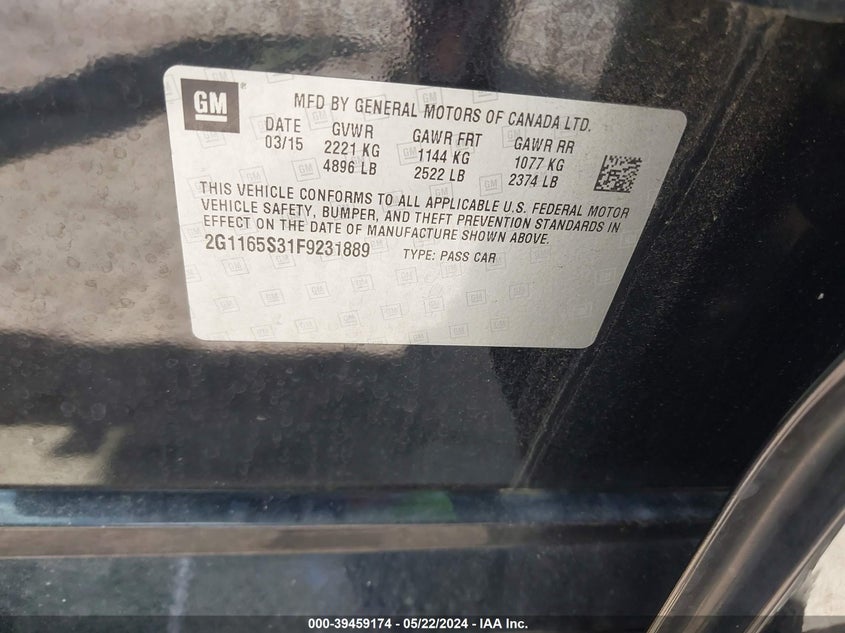 GM ®
MFD BY GENERAL MOTORS OF CANADA LTD.
DATE GVWR GAWR FRT GAWR RR
03/15 2221 KG 1144 KG 1077 KG
4896 LB 2522 LB 2374 LB
THIS VEHICLE CONFORMS TO ALL APPLICABLE U.S. FEDERAL MOTOR
VEHICLE SAFETY, BUMPER, AND THEFT PREVENTION STANDARDS IN
EFFECT ON THE DATE OF MANUFACTURE SHOWN ABOVE.
2G1165S31F9231889 TYPE: PASS CAR
000-39459174 - 05/22/2024 - IAA Inc.